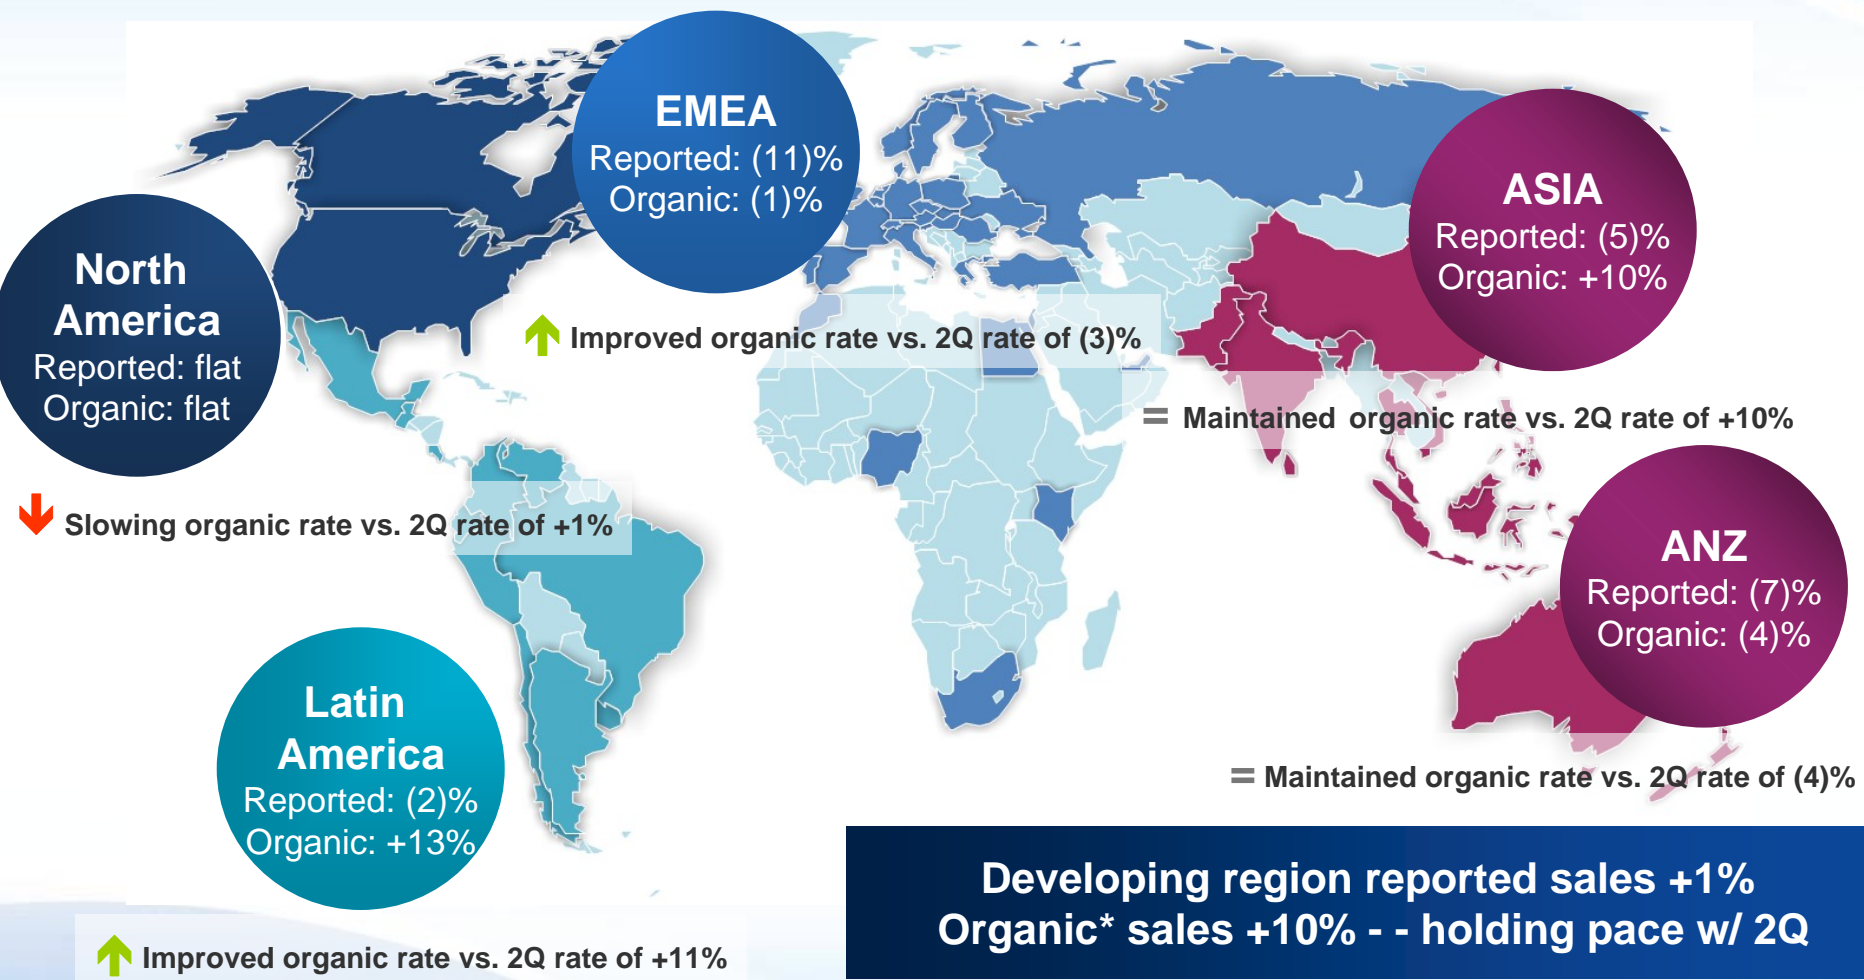 EMEA
Reported: (11)%
Organic: (1)%
Improved organic rate vs. 2Q rate of (3)%
ASIA
Reported: (5)%
Organic: +10%
= Maintained organic rate vs. 2Q rate of +10%
North
America
Reported: flat
Organic: flat
Slowing organic rate vs. 2Q rate of +1%
ANZ
Reported: (7)%
Organic: (4)%
= Maintained organic rate vs. 2Q rate of (4)%
Latin
America
Reported: (2)%
Organic: +13%
Improved organic rate vs. 2Q rate of +11%
Developing region reported sales +1%
Organic* sales +10% - - holding pace w/ 2Q